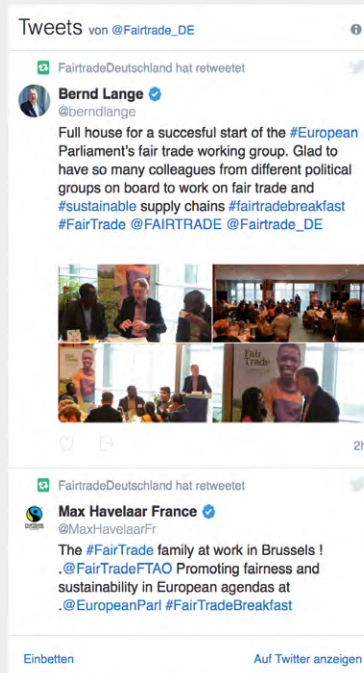 Tweets von @Fairtrade_DE
FairtradeDeutschland hat retweetet
Bernd Lange
@berndlange
Full house for a succesful start of the #European
Parliament's fair trade working group. Glad to
have so many colleagues from different political
groups on board to work on fair trade and
#sustainable supply chains #fairtradebreakfast
#FairTrade @FAIRTRADE @Fairtrade_DE
Fair
Trade
2h
FairtradeDeutschland hat retweetet
Max Havelaar France
@MaxHavelaarFr
The #FairTrade family at work in Brussels !
.@FairTradeFTAO Promoting fairness and
sustainability in European agendas at
.@EuropeanParl #FairTradeBreakfast
Einbetten
Auf Twitter anzeigen